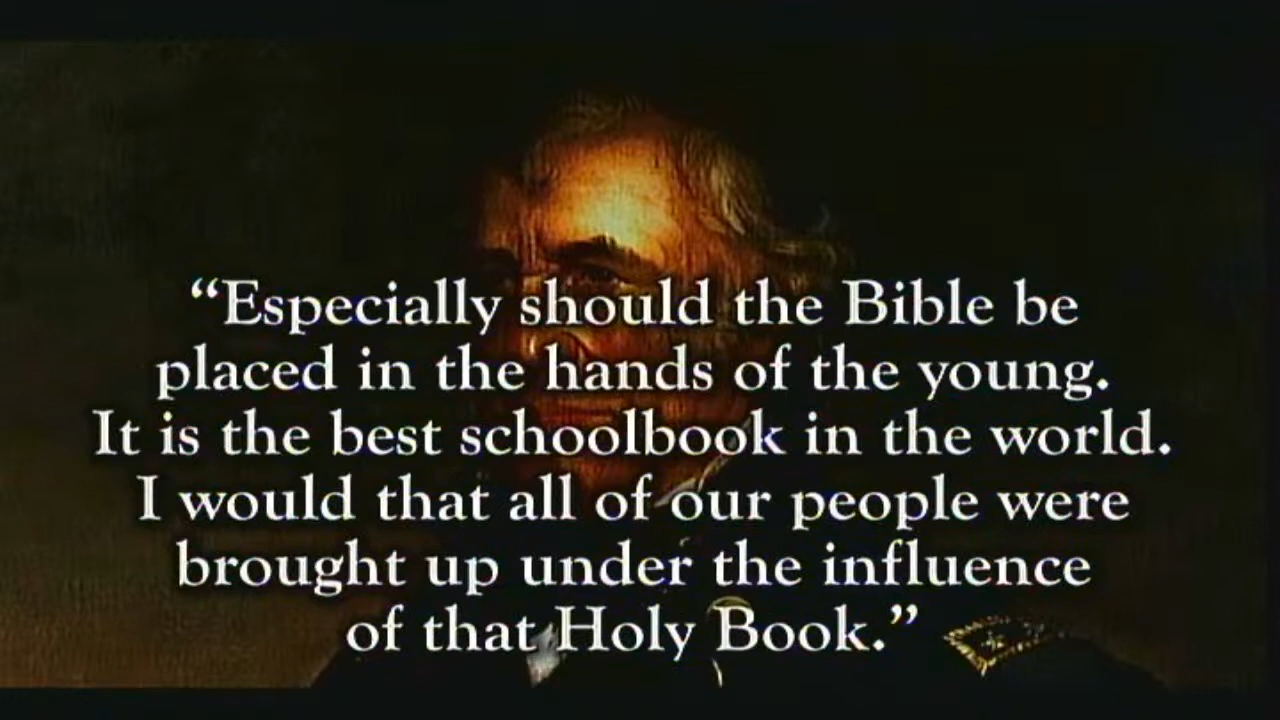 “Especially should the Bible be
placed in the hands of the young.
It is the best schoolbook in the world.
I would that all of our people were
brought up under the influence
of that Holy Book.”